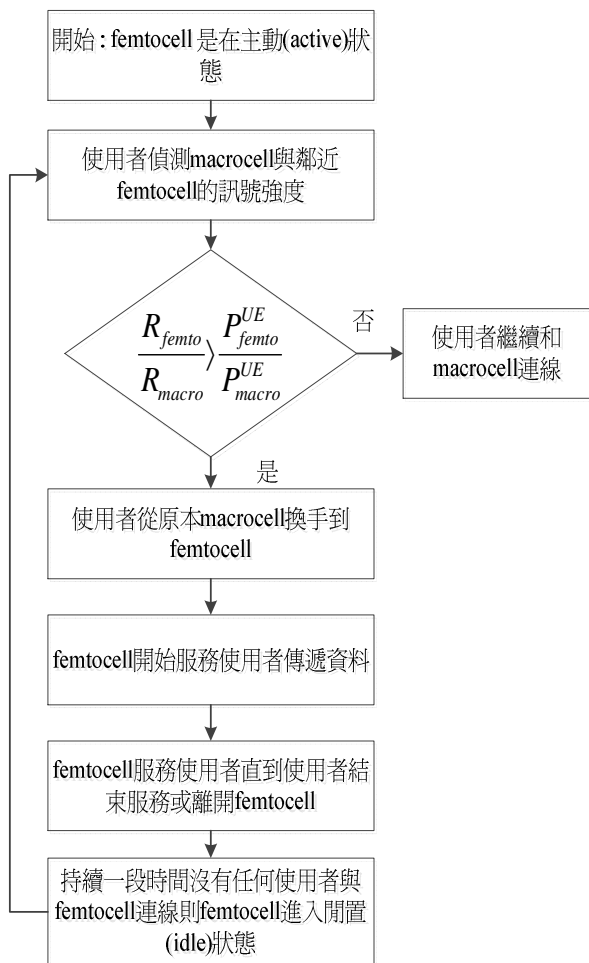 開始 : femtocell 是在主動(active)狀
態
使用者偵測macrocell與鄰近
femtocell的訊號強度
R_femto / R_macro 〉 P^UE_femto / P^UE_macro
否
使用者繼續和
macrocell連線
是
使用者從原本macrocell換手到
femtocell
femtocell開始服務使用者傳遞資料
femtocell服務使用者直到使用者結
束服務或離開femtocell
持續一段時間沒有任何使用者與
femtocell連線則femtocell進入閒置
(idle)狀態